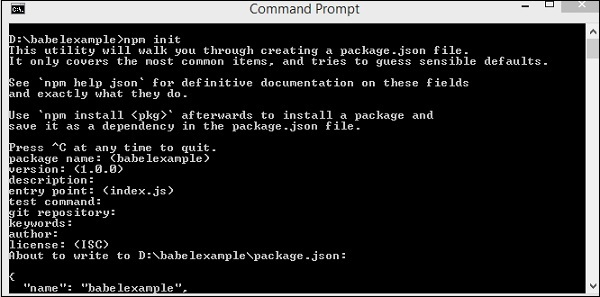 Command Prompt
D:\babelexample>npm init
This utility will walk you through creating a package.json file.
It only covers the most common items, and tries to guess sensible defaults.
See `npm help json` for definitive documentation on these fields
and exactly what they do.
Use `npm install <pkg>` afterwards to install a package and
save it as a dependency in the package.json file.
Press ^C at any time to quit.
package name: (babelexample)
version: (1.0.0)
description:
entry point: (index.js)
test command:
git repository:
keywords:
author:
license: (ISC)
About to write to D:\babelexample\package.json:
{
  "name": "babelexample",